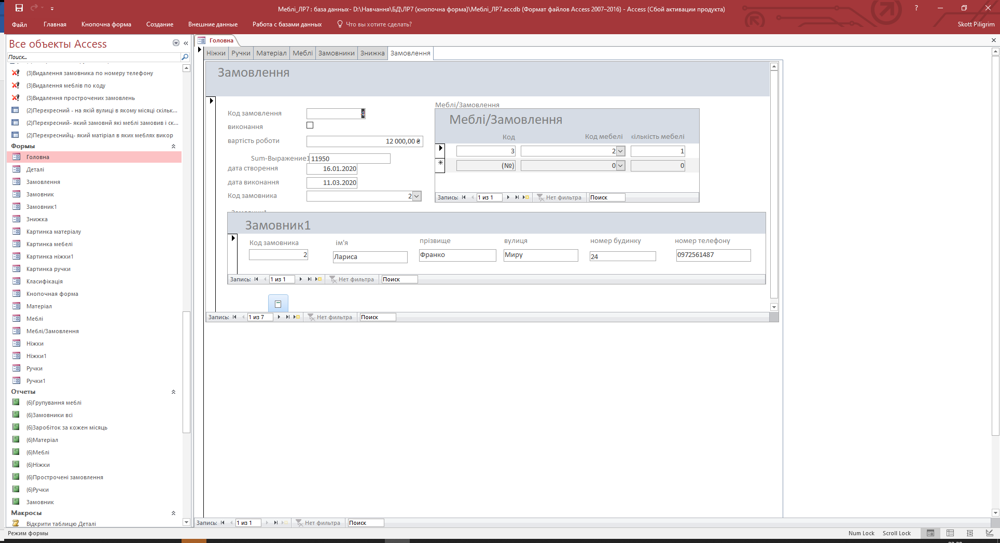 Меблі_ЛР7 : база данных- D:\Навчання\БД\ЛР7 (кнопочна форма)\Меблі_ЛР7.accdb (Формат файлов Access 2007–2016) - Access (Сбой активации продукта)
?
Файл Главная Кнопочна форма Создание Внешние данные Работа с базами данных Что вы хотите сделать? Skott Piligrim
Все объекты Access
Поиск...
(3)Видалення замовника по номеру телефону
(3)Видалення меблів по коду
(3)Видалення прострочених замовлень
(2)Перехресний - на якій вулиці в якому місяці скільк...
(2)Перехресний- який замовнй які меблі замовив і ск...
(2)Перехреснийц- який матіріал в яких меблях викор
Формы
Головна
Деталі
Замовлення
Замовник
Замовник1
Знижка
Картинка матеріалу
Картинка мебелі
Картинка ніжки1
Картинка ручки
Класифікація
Кнопочная форма
Матеріал
Меблі
Меблі/Замовлення
Ніжки
Ніжки1
Ручки
Ручки1
Отчеты
(6)Групування меблі
(6)Замовники всі
(6)Заробіток за кожен місяць
(6)Матеріал
(6)Меблі
(6)Ніжки
(6)Прострочені замовлення
(6)Ручки
Замовник
Макросы
Відкрити таблицю Деталі
Головна
Ніжки Ручки Матеріал Меблі Замовники Знижка Замовлення
Замовлення
Код замовлення 4
виконання
вартість роботи 12 000,00 ₴
Sum-Выражение1 11950
дата створення 16.01.2020
дата виконання 11.03.2020
Код замовника 2
Меблі/Замовлення
Меблі/Замовлення
Код Код мебелі кількість мебелі
3 2 1
(№) 0 0
Запись: 1 из 1 Нет фильтра Поиск
Замовник1
Замовник1
Код замовника ім'я прізвище вулиця номер будинку номер телефону
2 Лариса Франко Миру 24 0972561487
Запись: 1 из 1 Нет фильтра Поиск
Запись: 1 из 7 Нет фильтра Поиск
Запись: 1 из 1 Нет фильтра Поиск
Режим формы Num Lock Scroll Lock